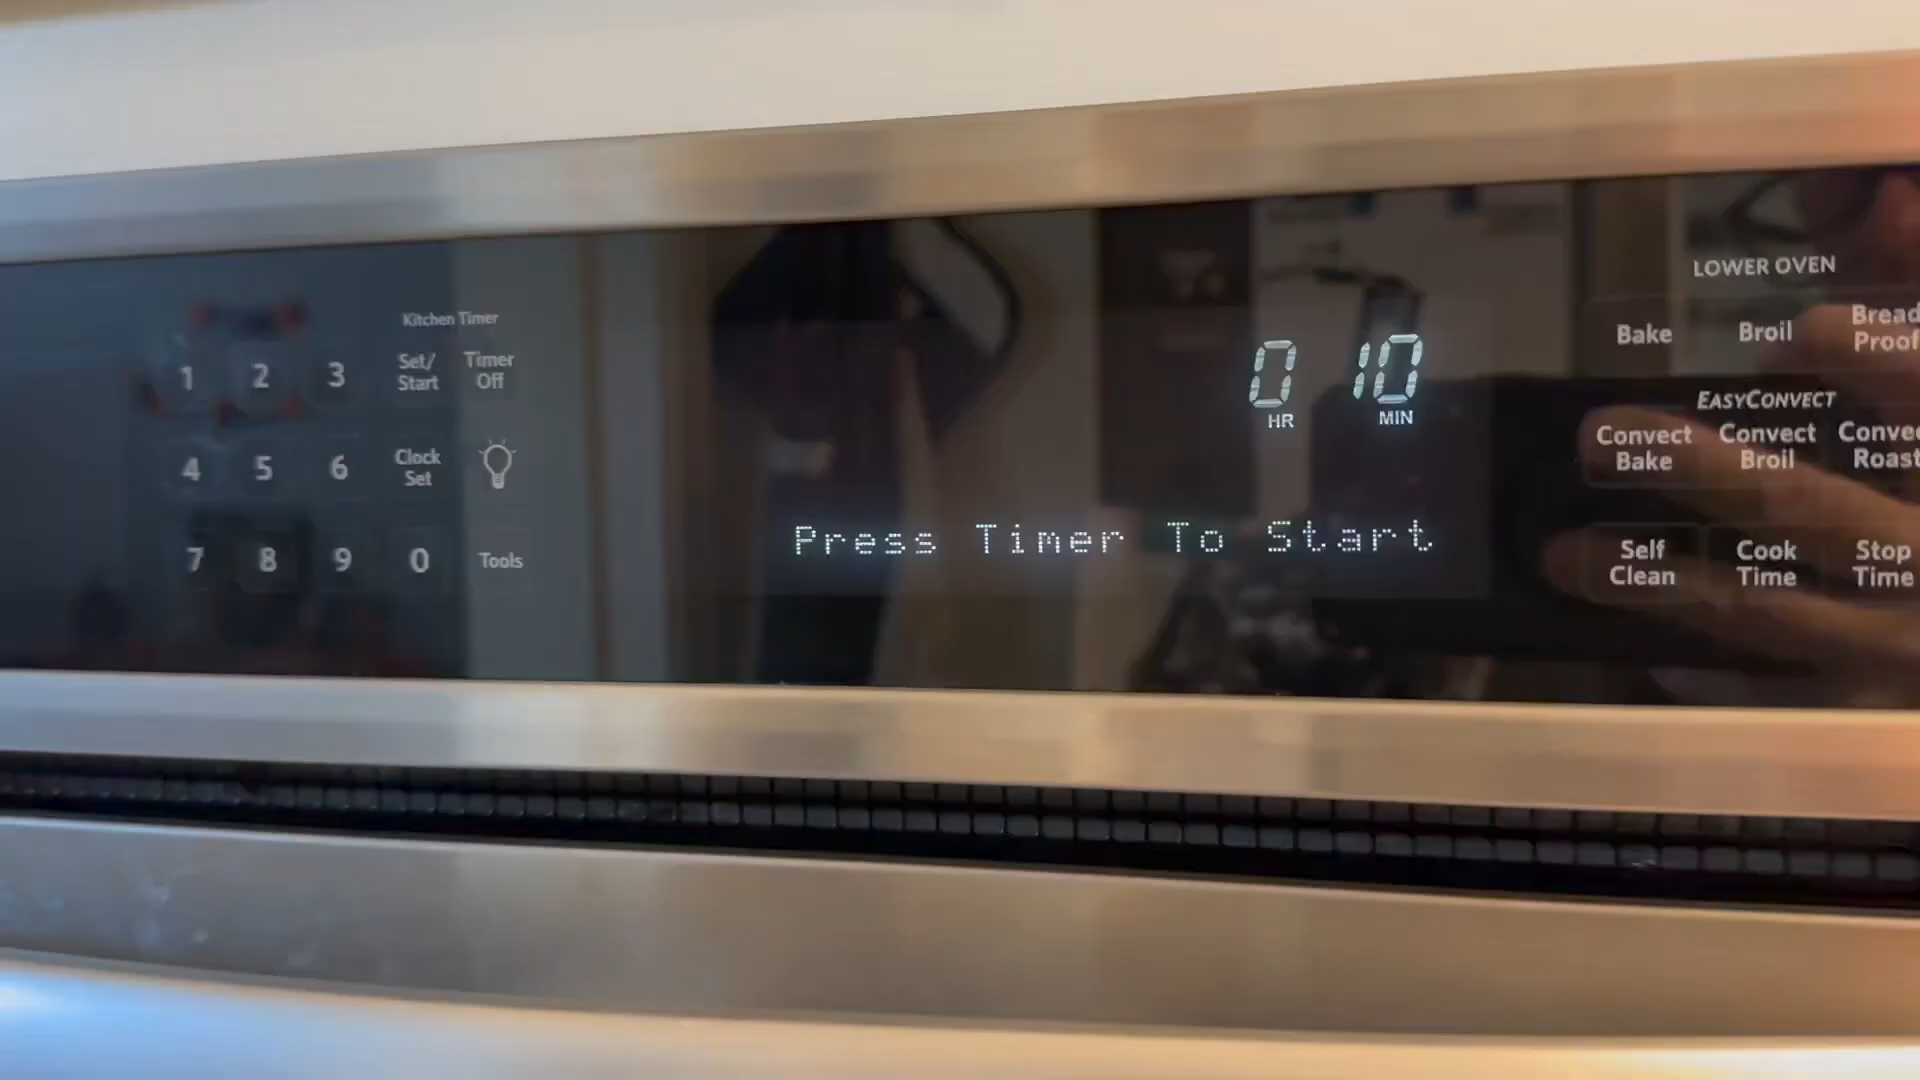 Kitchen Timer
1 2 3 Set/ Start Timer Off
4 5 6 Clock Set
7 8 9 0 Tools
0 HR 10 MIN
Press Timer To Start
LOWER OVEN
Bake Broil Bread Proof
EASYCONVECT
Convect Bake Convect Broil Roast
Self Clean Cook Time Stop Time